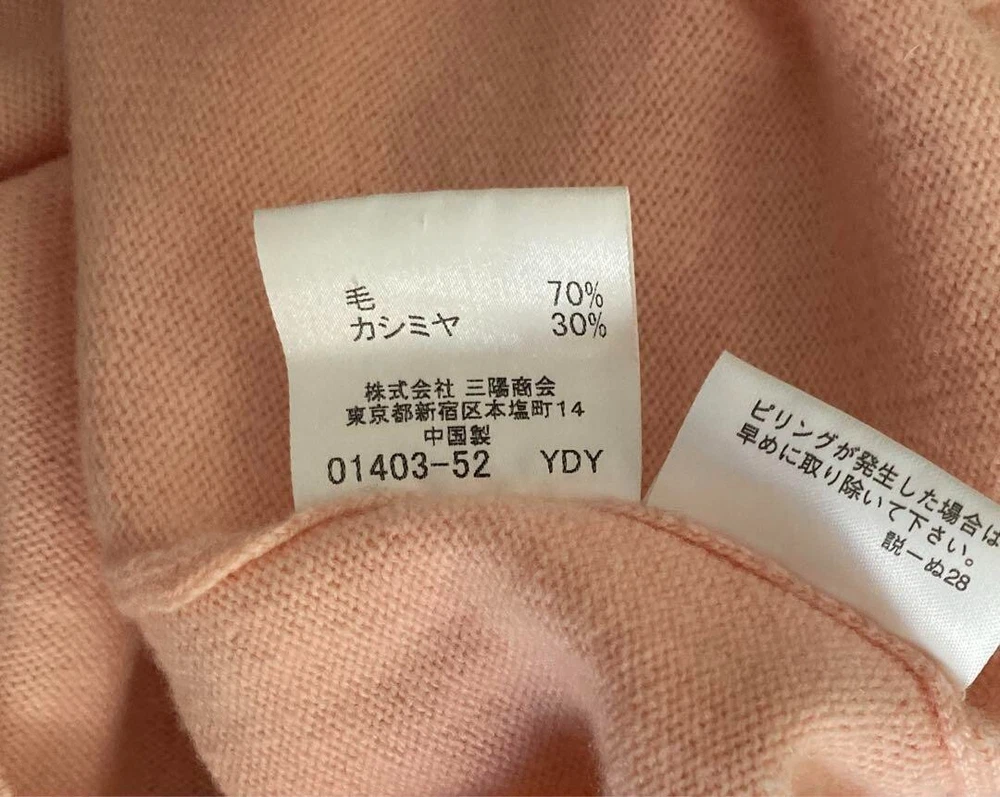 毛 70%
カシミヤ 30%
株式会社 三陽商会
東京都新宿区本塩町14
中国製
01403-52 YDY
ピリングが発生した場合は
早めに取り除いて下さい。
説ーぬ28